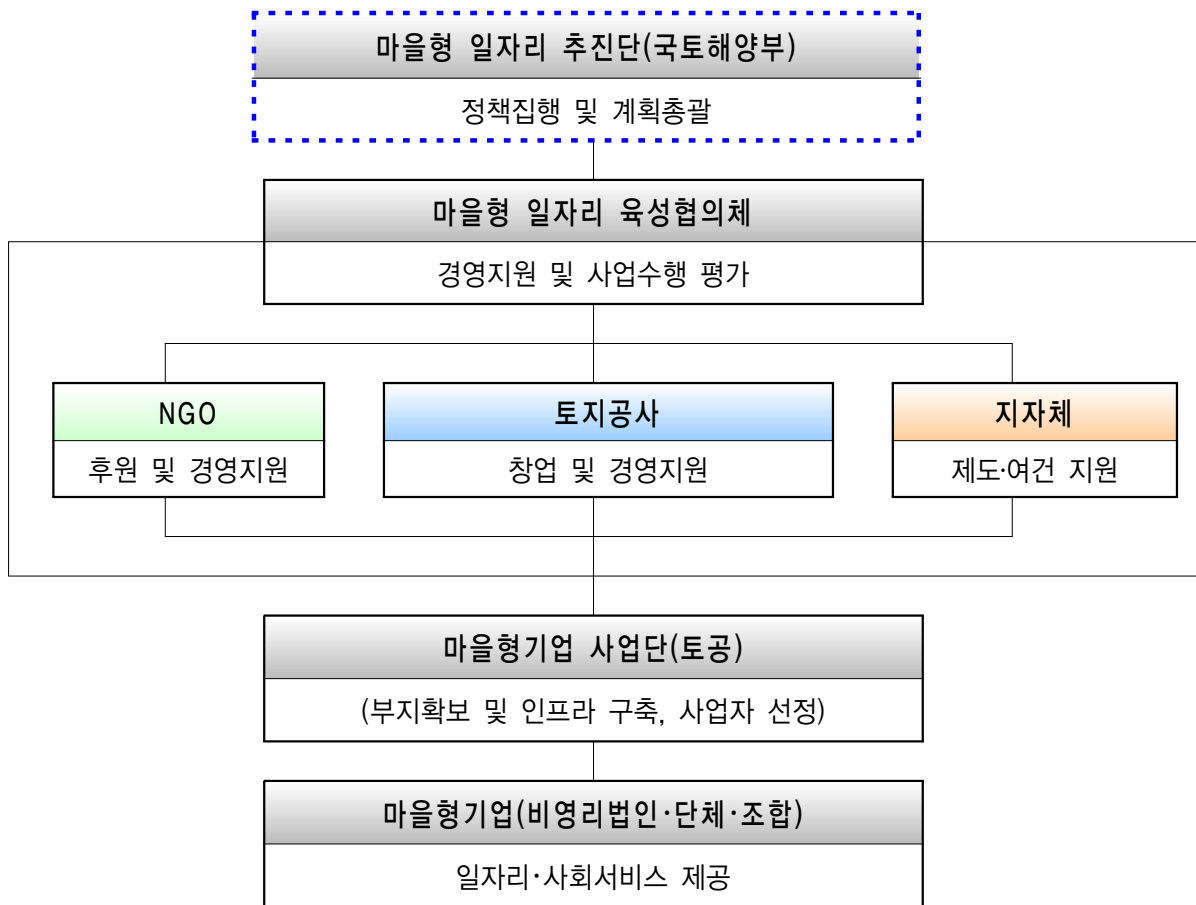 마을형 일자리 추진단(국토해양부)
정책집행 및 계획총괄
마을형 일자리 육성협의체
경영지원 및 사업수행 평가
NGO
후원 및 경영지원
토지공사
창업 및 경영지원
지자체
제도·여건 지원
마을형기업 사업단(토공)
(부지확보 및 인프라 구축, 사업자 선정)
마을형기업(비영리법인·단체·조합)
일자리·사회서비스 제공